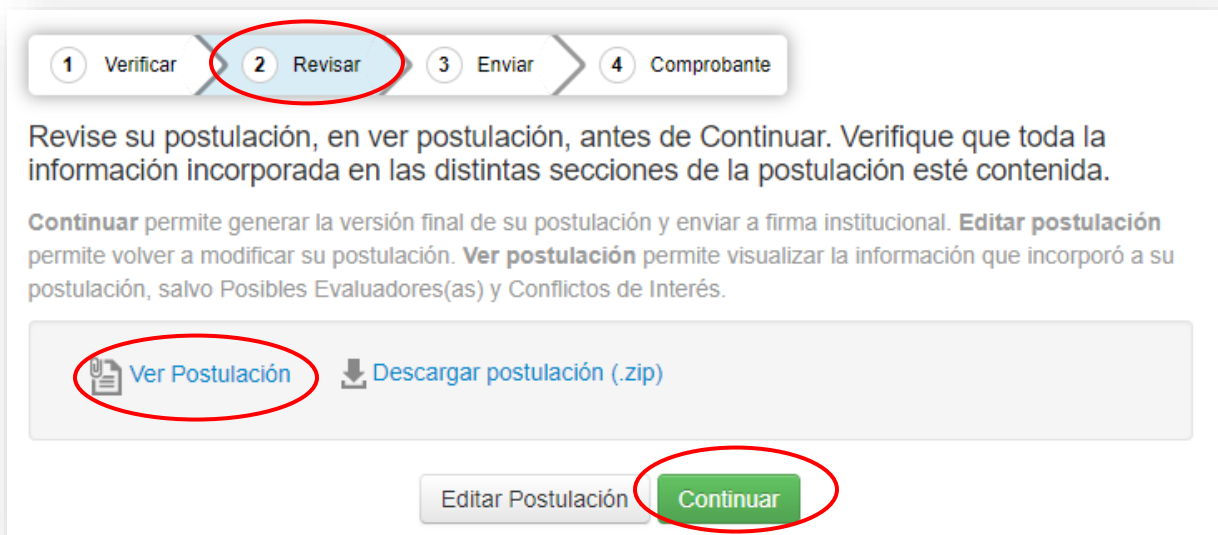 1 Verificar 2 Revisar 3 Enviar 4 Comprobante
Revise su postulación, en ver postulación, antes de Continuar. Verifique que toda la
información incorporada en las distintas secciones de la postulación esté contenida.
Continuar permite generar la versión final de su postulación y enviar a firma institucional. Editar postulación
permite volver a modificar su postulación. Ver postulación permite visualizar la información que incorporó a su
postulación, salvo Posibles Evaluadores(as) y Conflictos de Interés.
Ver Postulación Descargar postulación (.zip)
Editar Postulación Continuar